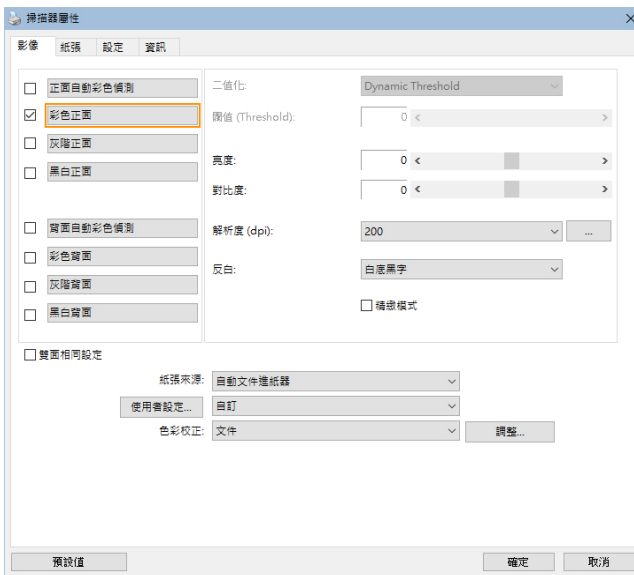 掃描器屬性
影像 紙張 設定 資訊
正面自動彩色偵測
彩色正面
灰階正面
黑白正面
背面自動彩色偵測
彩色背面
灰階背面
黑白背面
二值化: Dynamic Threshold
閾值 (Threshold): 0
亮度: 0
對比度: 0
解析度 (dpi): 200 ...
反白: 白底黑字
精緻模式
雙面相同設定
紙張來源: 自動文件進紙器
使用者設定... 自訂
色彩校正: 文件 調整...
預設值 確定 取消